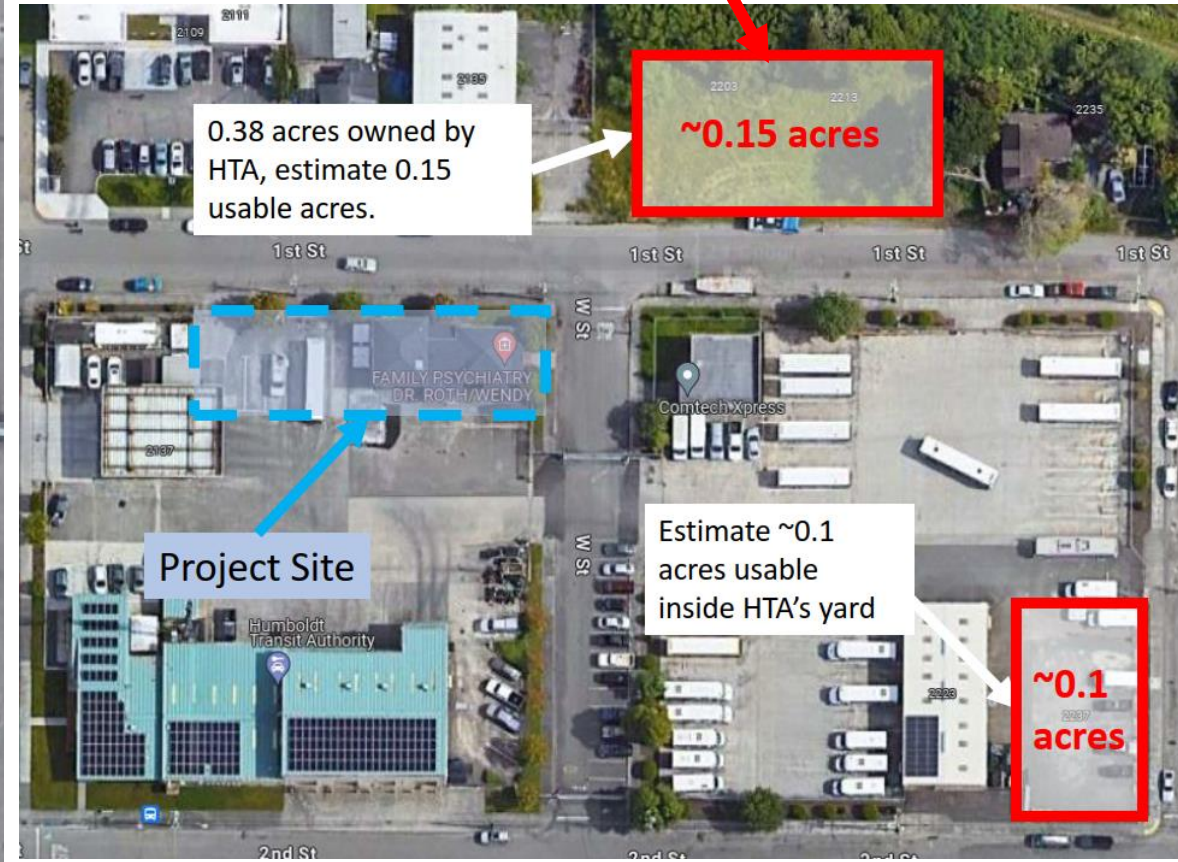 2111
2109
2135
2203
2213
2235
0.38 acres owned by
HTA, estimate 0.15
usable acres.
~0.15 acres
1st St
1st St
1st St
1st St
W St
FAMILY PSYCHIATRY
DR. ROTH/WENDY
Comtech Xpress
2137
Project Site
W St
Estimate ~0.1
acres usable
inside HTA's yard
Humboldt
Transit Authority
2223
~0.1
2237
acres
2nd St
2nd St
2nd St